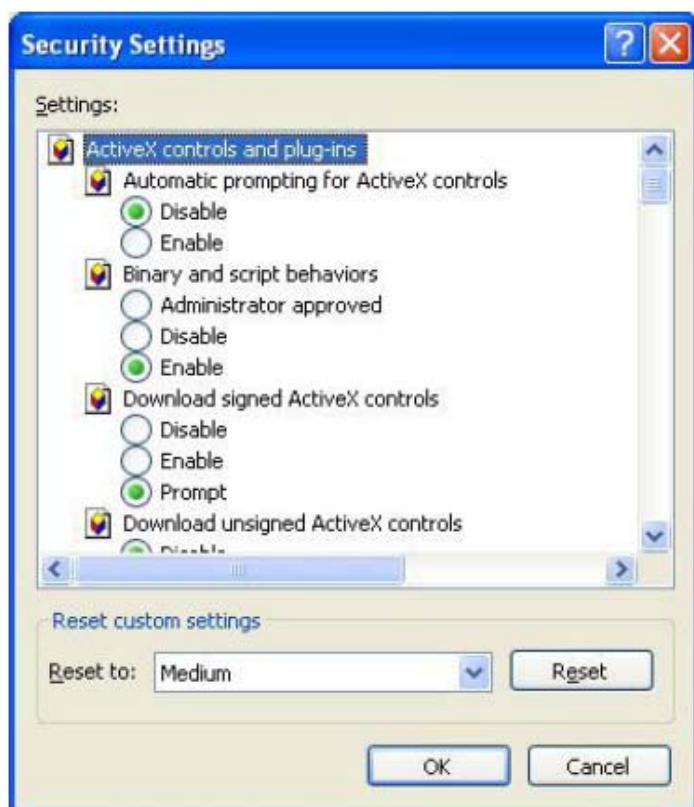 Security Settings
Settings:
ActiveX controls and plug-ins
Automatic prompting for ActiveX controls
Disable
Enable
Binary and script behaviors
Administrator approved
Disable
Enable
Download signed ActiveX controls
Disable
Enable
Prompt
Download unsigned ActiveX controls
Disable
Reset custom settings
Reset to: Medium Reset
OK Cancel